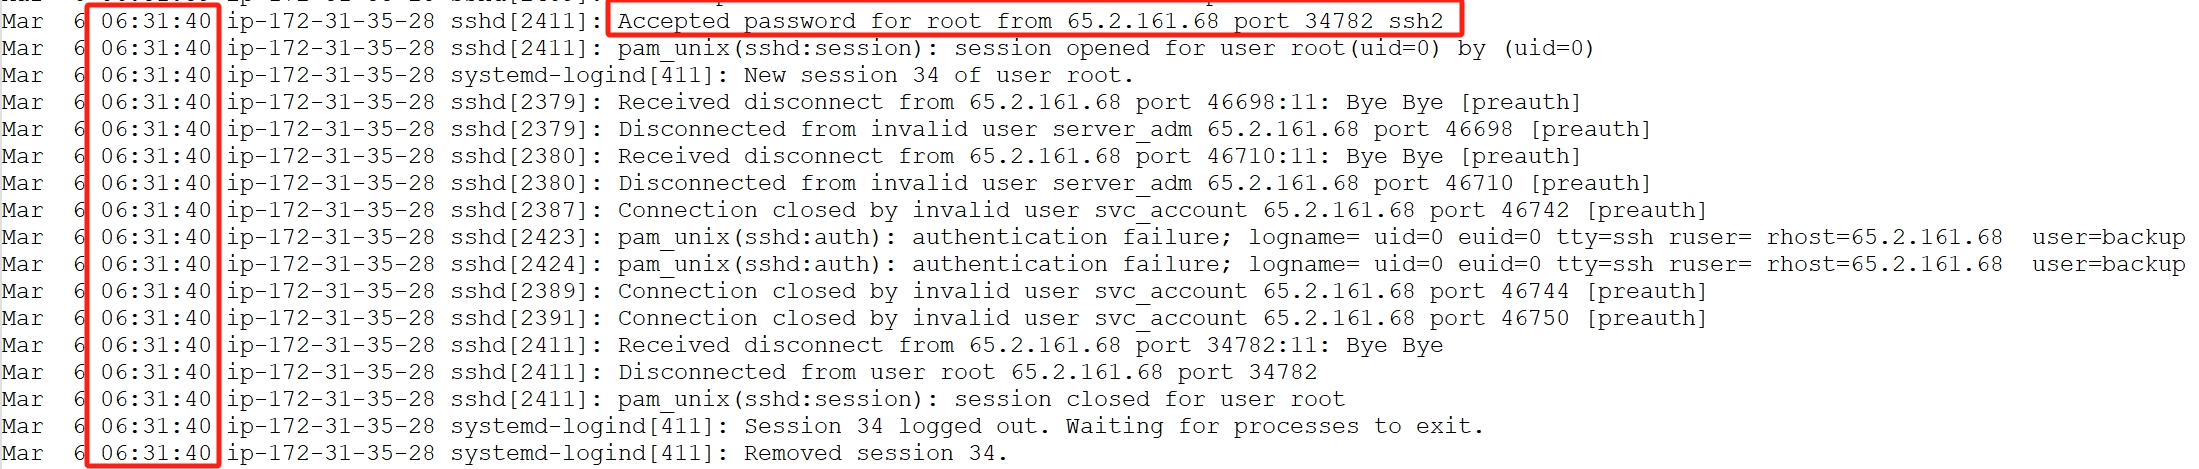 Mar  6 06:31:40 ip-172-31-35-28 sshd[2411]: Accepted password for root from 65.2.161.68 port 34782 ssh2
Mar  6 06:31:40 ip-172-31-35-28 sshd[2411]: pam_unix(sshd:session): session opened for user root(uid=0) by (uid=0)
Mar  6 06:31:40 ip-172-31-35-28 systemd-logind[411]: New session 34 of user root.
Mar  6 06:31:40 ip-172-31-35-28 sshd[2379]: Received disconnect from 65.2.161.68 port 46698:11: Bye Bye [preauth]
Mar  6 06:31:40 ip-172-31-35-28 sshd[2379]: Disconnected from invalid user server_adm 65.2.161.68 port 46698 [preauth]
Mar  6 06:31:40 ip-172-31-35-28 sshd[2380]: Received disconnect from 65.2.161.68 port 46710:11: Bye Bye [preauth]
Mar  6 06:31:40 ip-172-31-35-28 sshd[2380]: Disconnected from invalid user server_adm 65.2.161.68 port 46710 [preauth]
Mar  6 06:31:40 ip-172-31-35-28 sshd[2387]: Connection closed by invalid user svc_account 65.2.161.68 port 46742 [preauth]
Mar  6 06:31:40 ip-172-31-35-28 sshd[2423]: pam_unix(sshd:auth): authentication failure; logname= uid=0 euid=0 tty=ssh ruser= rhost=65.2.161.68  user=backup
Mar  6 06:31:40 ip-172-31-35-28 sshd[2424]: pam_unix(sshd:auth): authentication failure; logname= uid=0 euid=0 tty=ssh ruser= rhost=65.2.161.68  user=backup
Mar  6 06:31:40 ip-172-31-35-28 sshd[2389]: Connection closed by invalid user svc_account 65.2.161.68 port 46744 [preauth]
Mar  6 06:31:40 ip-172-31-35-28 sshd[2391]: Connection closed by invalid user svc_account 65.2.161.68 port 46750 [preauth]
Mar  6 06:31:40 ip-172-31-35-28 sshd[2411]: Received disconnect from 65.2.161.68 port 34782:11: Bye Bye
Mar  6 06:31:40 ip-172-31-35-28 sshd[2411]: Disconnected from user root 65.2.161.68 port 34782
Mar  6 06:31:40 ip-172-31-35-28 sshd[2411]: pam_unix(sshd:session): session closed for user root
Mar  6 06:31:40 ip-172-31-35-28 systemd-logind[411]: Session 34 logged out. Waiting for processes to exit.
Mar  6 06:31:40 ip-172-31-35-28 systemd-logind[411]: Removed session 34.